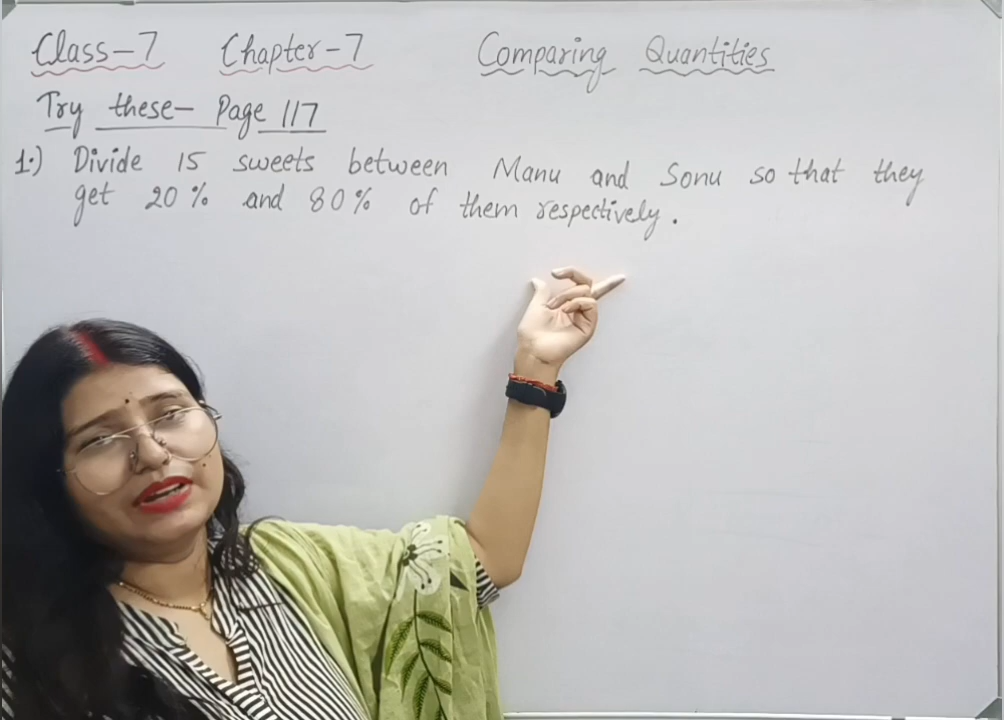 Class-7 Chapter-7 Comparing Quantities
Try these- Page 117
1.) Divide 15 sweets between Manu and Sonu so that they
get 20% and 80% of them respectively.